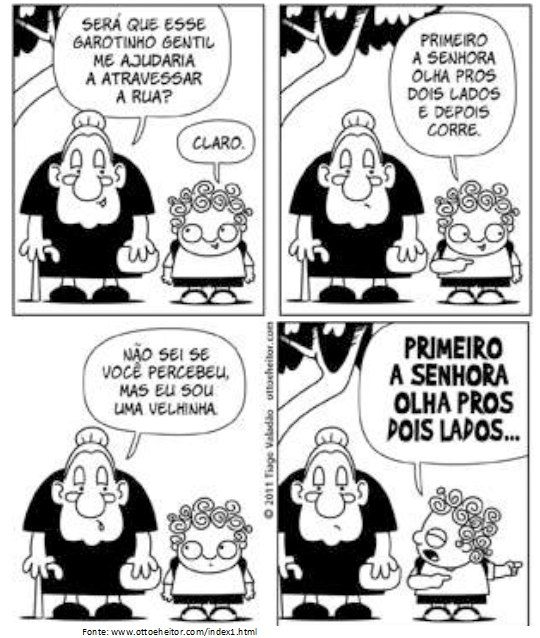 SERÁ QUE ESSE
GAROTINHO GENTIL
ME AJUDARIA
A ATRAVESSAR
A RUA?
CLARO.
PRIMEIRO
A SENHORA
OLHA PROS
DOIS LADOS
E DEPOIS
CORRE.
NÃO SEI SE
VOCÊ PERCEBEU,
MAS EU SOU
UMA VELHINHA.
© 2011 Tiago Valadão ottoeheitor.com
PRIMEIRO
A SENHORA
OLHA PROS
DOIS LADOS...
Fonte: www.ottoeheitor.com/index1.html